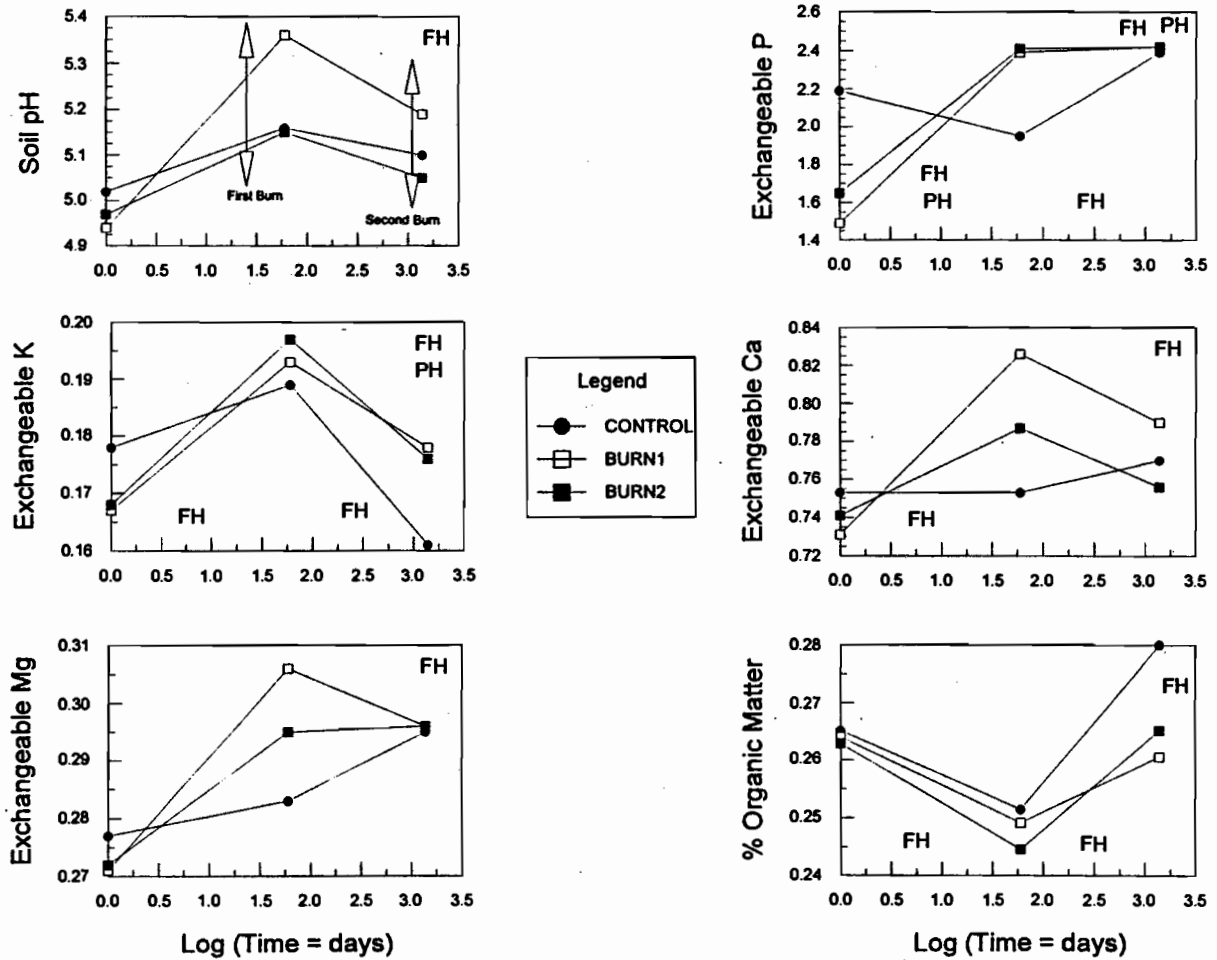 Soil pH
5.4
5.3
5.2
5.1
5.0
4.9
FH
First Burn
Second Burn
0.0 0.5 1.0 1.5 2.0 2.5 3.0 3.5
Exchangeable P
2.6
2.4
2.2
2.0
1.8
1.6
1.4
FH PH
FH
PH
FH
0.0 0.5 1.0 1.5 2.0 2.5 3.0 3.5
Exchangeable K
0.20
0.19
0.18
0.17
0.16
FH
PH
FH FH
0.0 0.5 1.0 1.5 2.0 2.5 3.0 3.5
Legend
CONTROL
BURN1
BURN2
Exchangeable Ca
0.84
0.82
0.80
0.78
0.76
0.74
0.72
FH
FH
0.0 0.5 1.0 1.5 2.0 2.5 3.0 3.5
Exchangeable Mg
0.31
0.30
0.29
0.28
0.27
FH
0.0 0.5 1.0 1.5 2.0 2.5 3.0 3.5
Log (Time = days)
% Organic Matter
0.28
0.27
0.26
0.25
0.24
FH
FH FH
0.0 0.5 1.0 1.5 2.0 2.5 3.0 3.5
Log (Time = days)